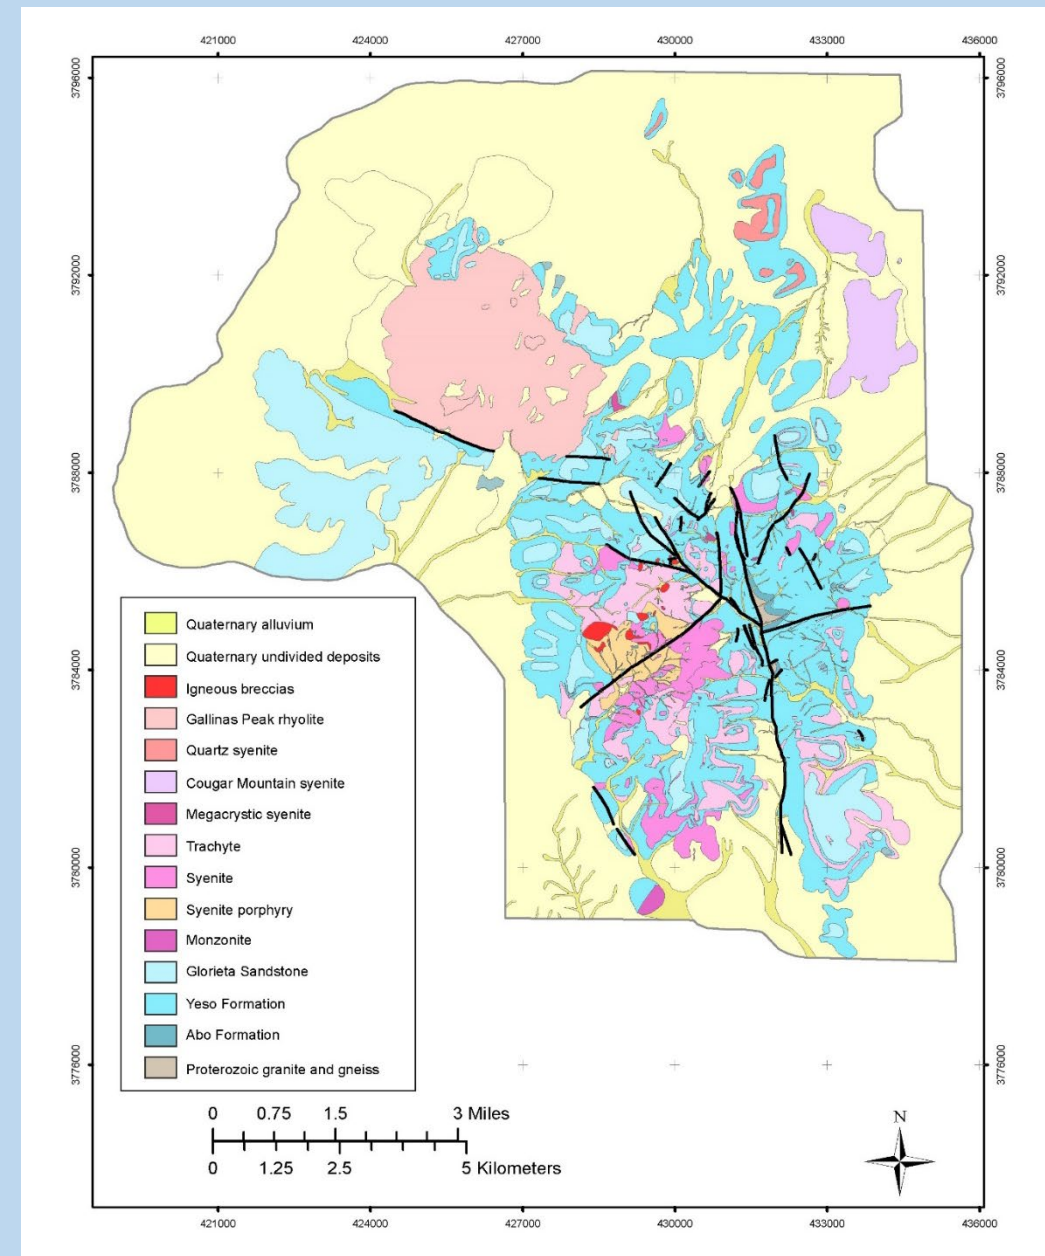 421000 424000 427000 430000 433000 436000
3796000 3796000
3792000 3792000
3788000 3788000
3784000 3784000
3780000 3780000
3776000 3776000
Quaternary alluvium
Quaternary undivided deposits
Igneous breccias
Gallinas Peak rhyolite
Quartz syenite
Cougar Mountain syenite
Megacrystic syenite
Trachyte
Syenite
Syenite porphyry
Monzonite
Glorieta Sandstone
Yeso Formation
Abo Formation
Proterozoic granite and gneiss
0 0.75 1.5 3 Miles
0 1.25 2.5 5 Kilometers
N
421000 424000 427000 430000 433000 436000